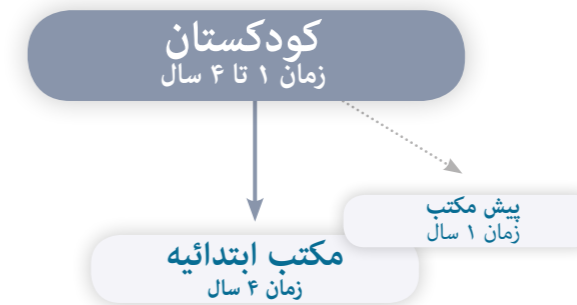 کودکستان
زمان ۱ تا ۴ سال
پیش مکتب
زمان ۱ سال
مکتب ابتدائیه
زمان ۴ سال